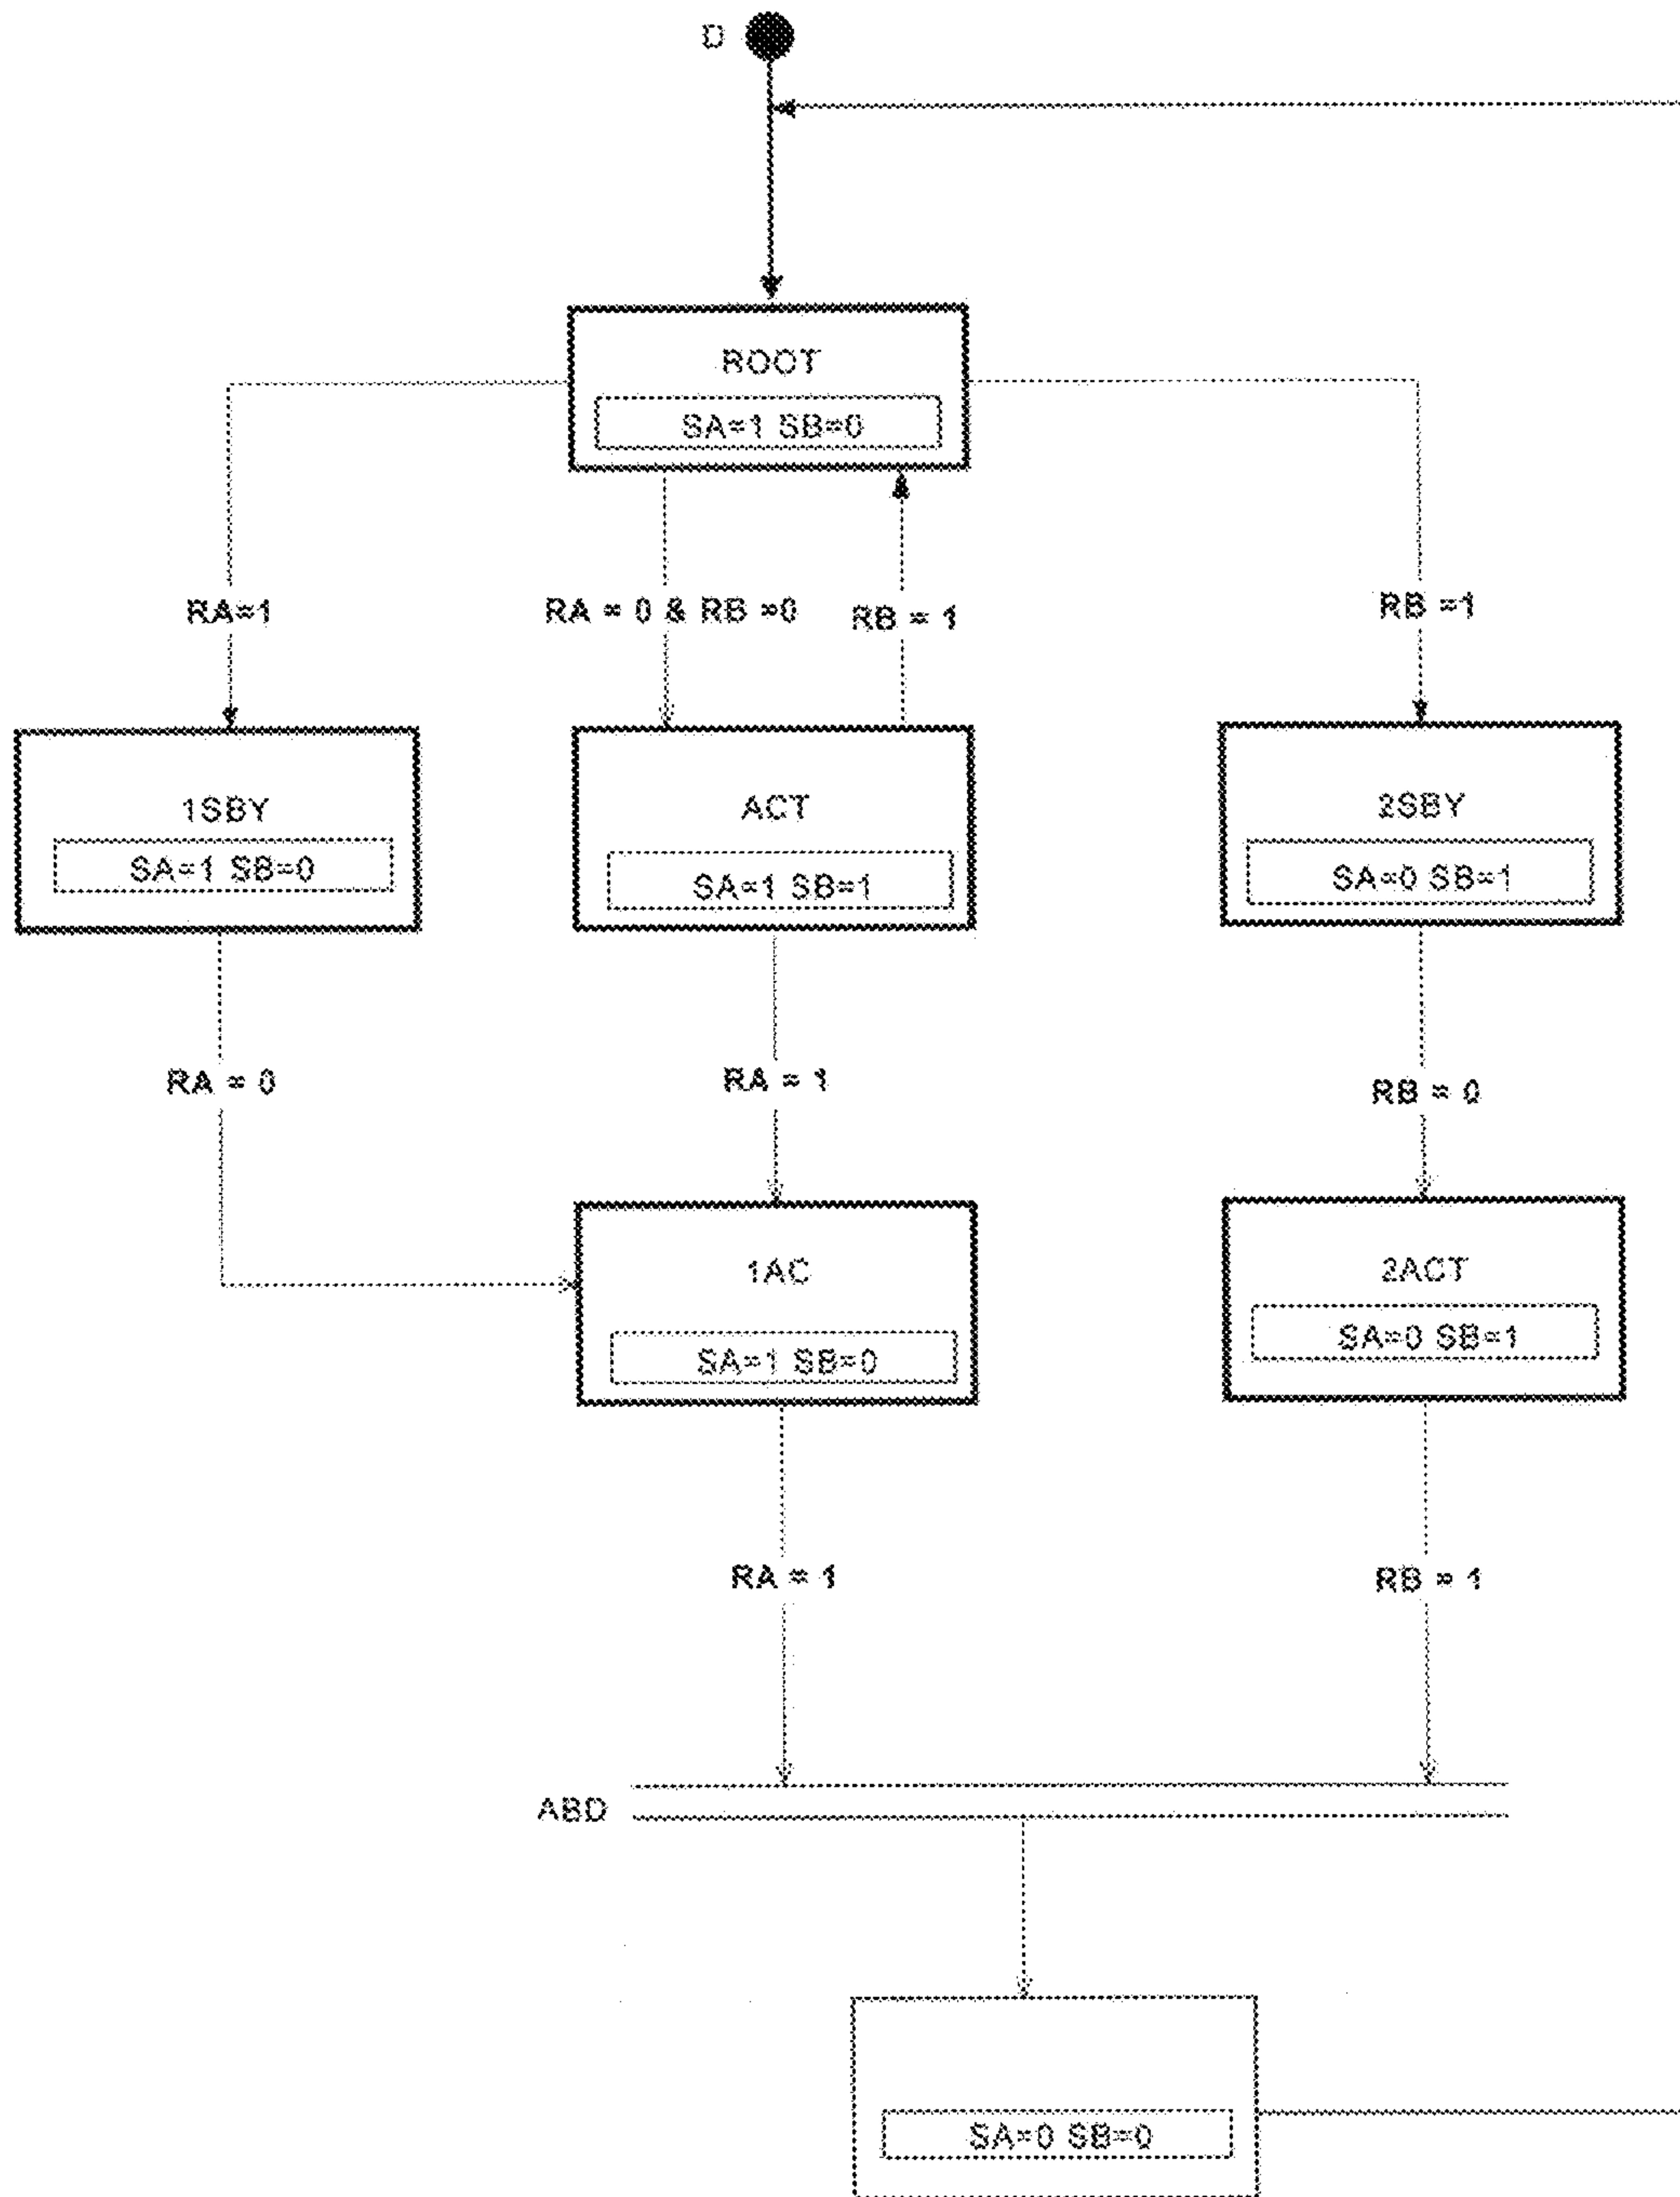 D
ROOT
SA=1 SB=0
RA=1
RA = 0 & RB =0
RB = 1
RB =1
1SBY
SA=1 SB=0
ACT
SA=1 SB=1
2SBY
SA=0 SB=1
RA = 0
RA = 1
RB = 0
1AC
SA=1 SB=0
2ACT
SA=0 SB=1
RA = 1
RB = 1
ABD
SA=0 SB=0